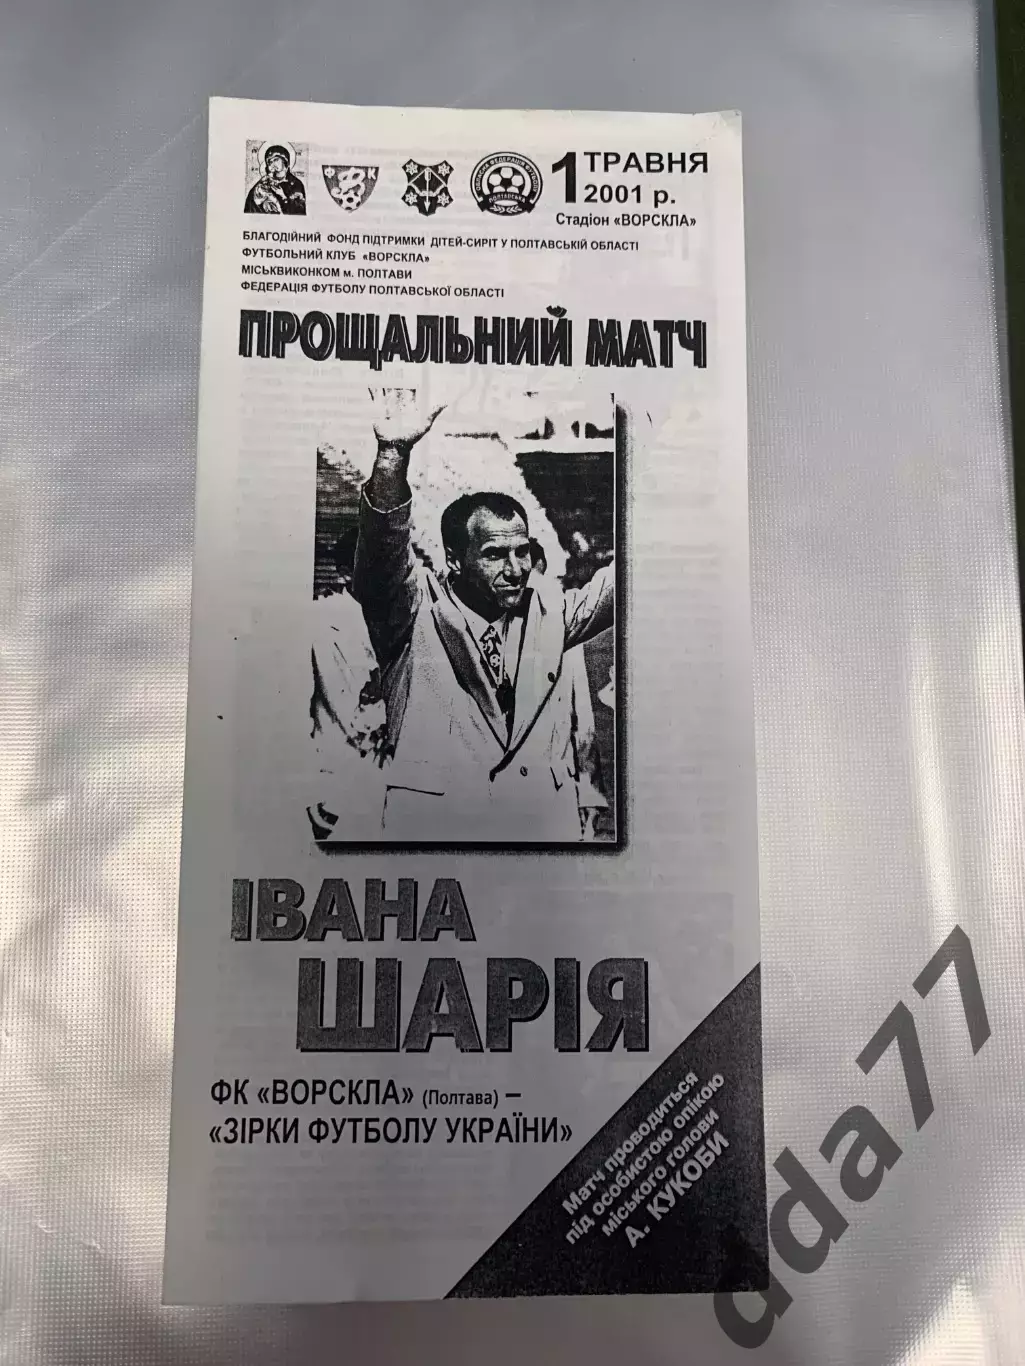 1 ТРАВНЯ
2001 р.
Стадіон «ВОРСКЛА»
Ф К
ПОЛТАВСЬКА
БЛАГОДІЙНИЙ ФОНД ПІДТРИМКИ ДІТЕЙ-СИРІТ У ПОЛТАВСЬКІЙ ОБЛАСТІ
ФУТБОЛЬНИЙ КЛУБ «ВОРСКЛА»
МІСЬКВИКОНКОМ м. ПОЛТАВИ
ФЕДЕРАЦІЯ ФУТБОЛУ ПОЛТАВСЬКОЇ ОБЛАСТІ
ПРОЩАЛЬНИЙ МАТЧ
ІВАНА
ШАРІЯ
ФК «ВОРСКЛА» (Полтава) –
«ЗІРКИ ФУТБОЛУ УКРАЇНИ»
Матч проводиться
під особистою опікою
міського голови
А. КУКОБИ
dda77